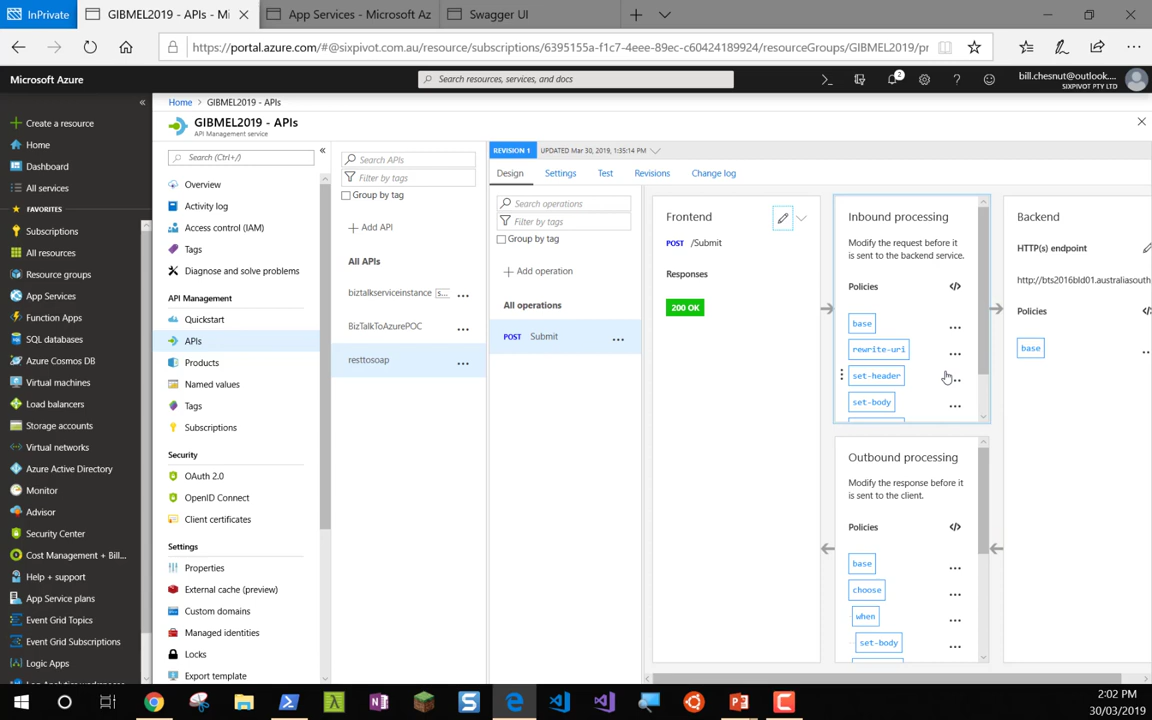 InPrivate
GIBMEL2019 - APIs - Mi
App Services - Microsoft Az
Swagger UI
https://portal.azure.com/#@sixpivot.com.au/resource/subscriptions/6395155a-f1c7-4eee-89ec-c60424189924/resourceGroups/GIBMEL2019/pr
Microsoft Azure
Search resources, services, and docs
2
bill.chesnut@outlook....
SIXPIVOT PTY LTD
Create a resource
Home
Dashboard
All services
FAVORITES
Subscriptions
All resources
Resource groups
App Services
Function Apps
SQL databases
Azure Cosmos DB
Virtual machines
Load balancers
Storage accounts
Virtual networks
Azure Active Directory
Monitor
Advisor
Security Center
Cost Management + Bill...
Help + support
App Service plans
Event Grid Topics
Event Grid Subscriptions
Logic Apps
Home > GIBMEL2019 - APIs
GIBMEL2019 - APIs
API Management service
Search (Ctrl+/)
Overview
Activity log
Access control (IAM)
Tags
Diagnose and solve problems
API Management
Quickstart
APIs
Products
Named values
Tags
Subscriptions
Security
OAuth 2.0
OpenID Connect
Client certificates
Settings
Properties
External cache (preview)
Custom domains
Managed identities
Locks
Export template
Search APIs
Filter by tags
Group by tag
Add API
All APIs
biztalkserviceinstance s...
BizTalkToAzurePOC
resttosoap
REVISION 1 UPDATED Mar 30, 2019, 1:35:14 PM
Design Settings Test Revisions Change log
Search operations
Filter by tags
Group by tag
Add operation
All operations
POST Submit
Frontend
POST /Submit
Responses
200 OK
Inbound processing
Modify the request before it
is sent to the backend service.
Policies </>
base
rewrite-uri
set-header
set-body
Outbound processing
Modify the response before it
is sent to the client.
Policies </>
base
choose
when
set-body
Backend
HTTP(s) endpoint
http://bts2016bld01.australiasouth
Policies
base
2:02 PM
30/03/2019